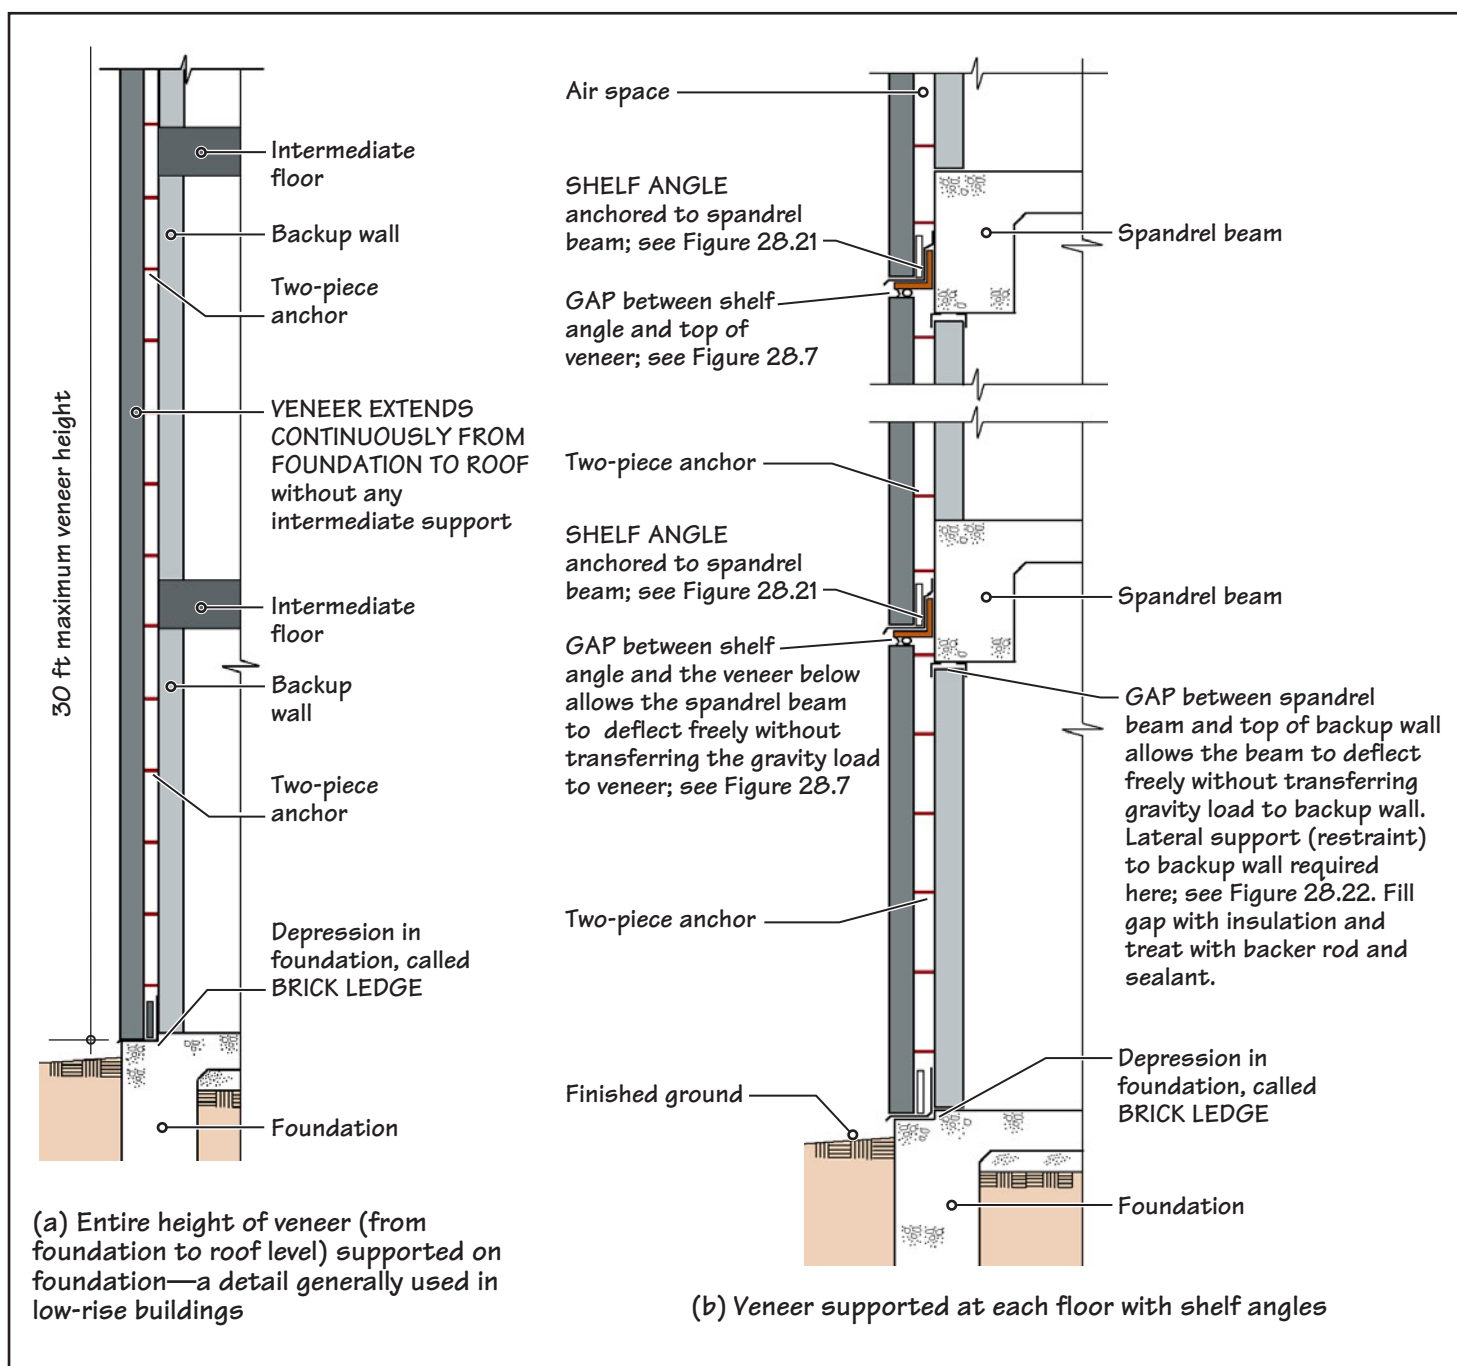 30 ft maximum veneer height
Intermediate
floor
Backup wall
Two-piece
anchor
VENEER EXTENDS
CONTINUOUSLY FROM
FOUNDATION TO ROOF
without any
intermediate support
Intermediate
floor
Backup
wall
Two-piece
anchor
Depression in
foundation, called
BRICK LEDGE
Foundation
(a) Entire height of veneer (from
foundation to roof level) supported on
foundation—a detail generally used in
low-rise buildings
Air space
SHELF ANGLE
anchored to spandrel
beam; see Figure 28.21
GAP between shelf
angle and top of
veneer; see Figure 28.7
Spandrel beam
Two-piece anchor
SHELF ANGLE
anchored to spandrel
beam; see Figure 28.21
GAP between shelf
angle and the veneer below
allows the spandrel beam
to deflect freely without
transferring the gravity load
to veneer; see Figure 28.7
Two-piece anchor
Finished ground
Spandrel beam
GAP between spandrel
beam and top of backup wall
allows the beam to deflect
freely without transferring
gravity load to backup wall.
Lateral support (restraint)
to backup wall required
here; see Figure 28.22. Fill
gap with insulation and
treat with backer rod and
sealant.
Depression in
foundation, called
BRICK LEDGE
Foundation
(b) Veneer supported at each floor with shelf angles